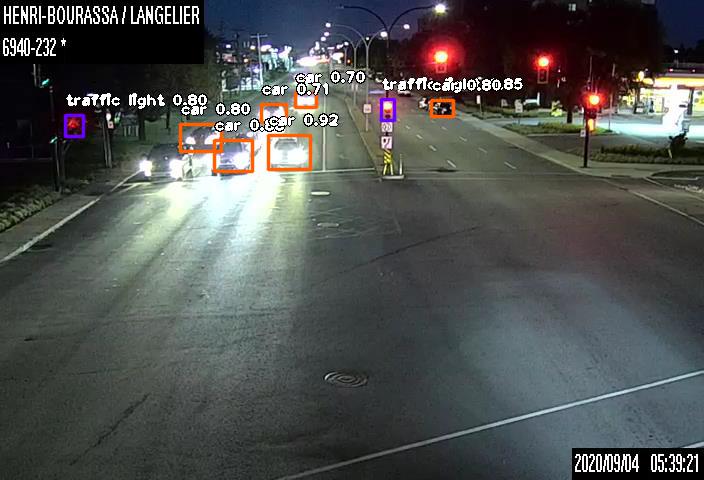 HENRI-BOURASSA / LANGELIER
6940-232 *
car 0.70
car 0.71
traffic light 0.80
car 0.80
car 0.92
2020/09/04 05:39:21